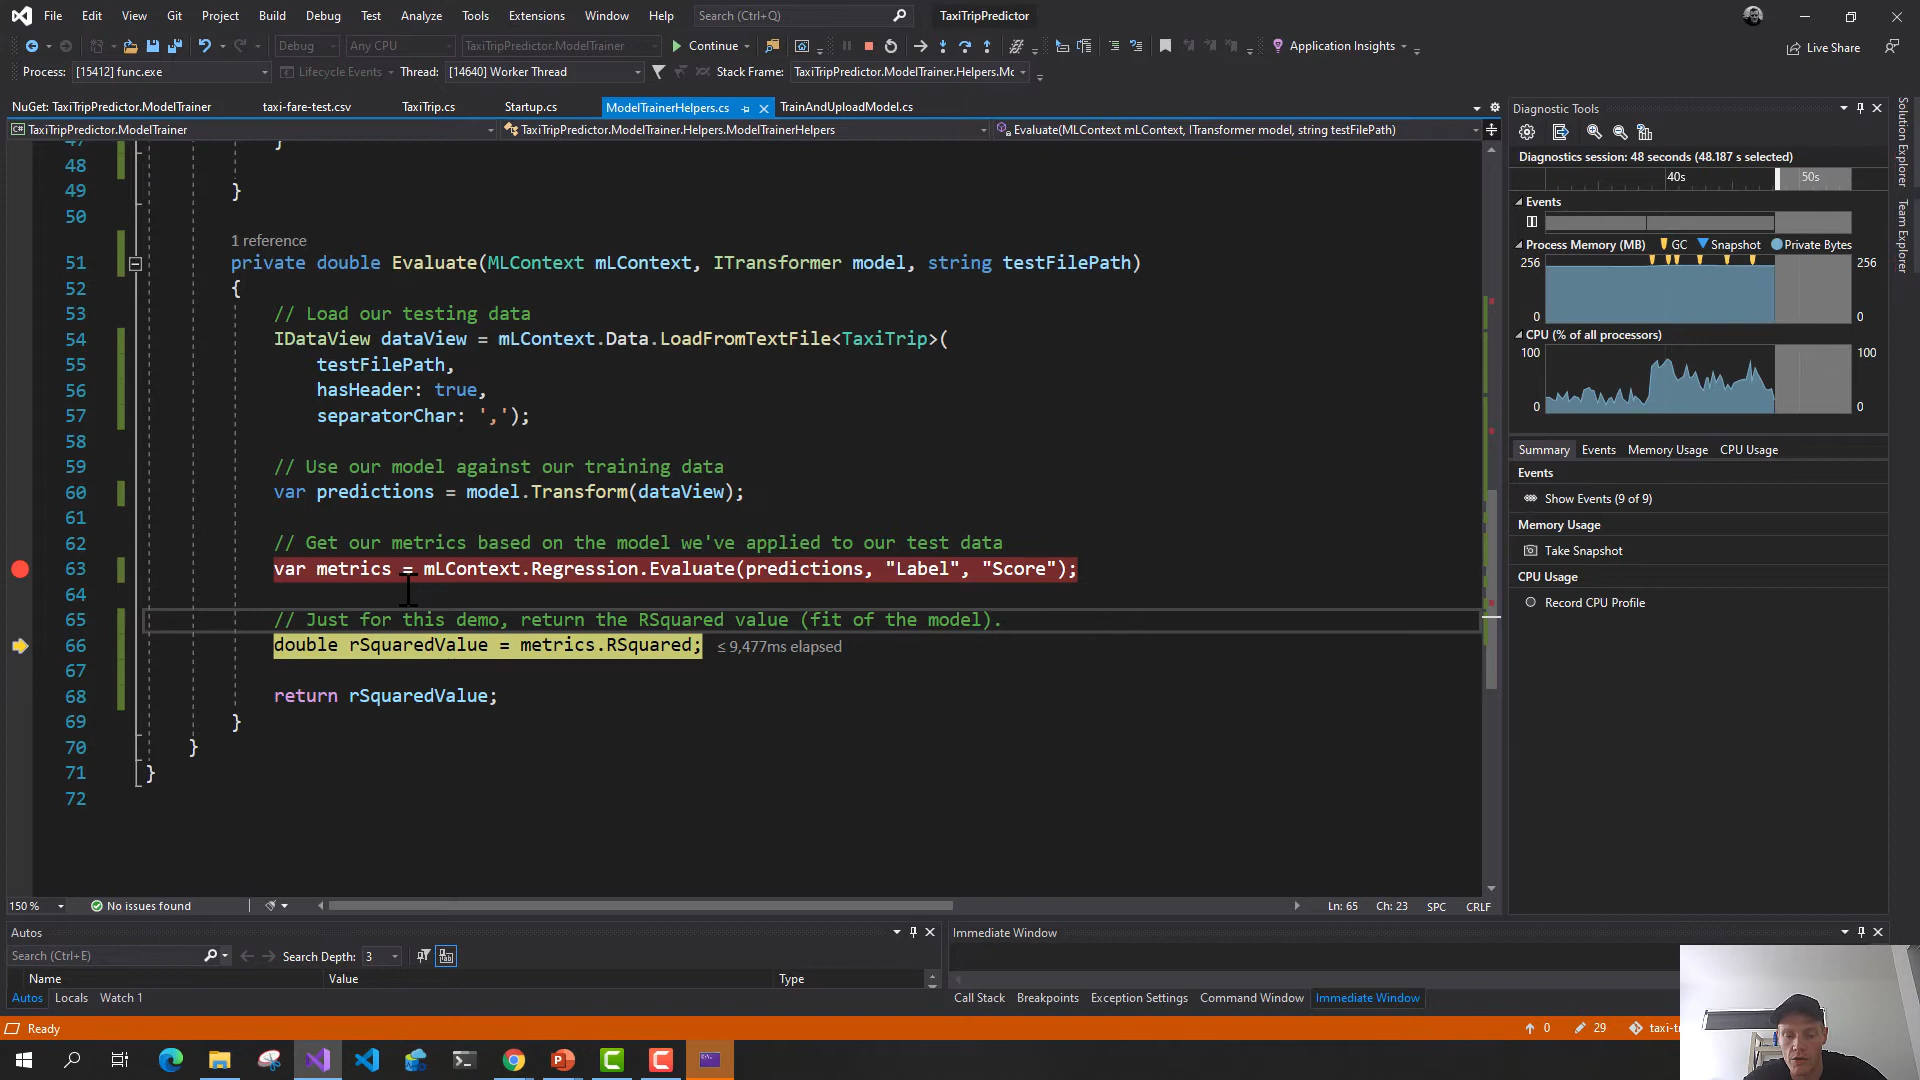 File Edit View Git Project Build Debug Test Analyze Tools Extensions Window Help Search (Ctrl+Q) TaxiTripPredictor
Debug Any CPU TaxiTripPredictor.ModelTrainer Continue Application Insights Live Share
Process: [15412] func.exe Lifecycle Events Thread: [14640] Worker Thread Stack Frame: TaxiTripPredictor.ModelTrainer.Helpers.Mc
NuGet: TaxiTripPredictor.ModelTrainer taxi-fare-test.csv TaxiTrip.cs Startup.cs ModelTrainerHelpers.cs TrainAndUploadModel.cs
TaxiTripPredictor.ModelTrainer TaxiTripPredictor.ModelTrainer.Helpers.ModelTrainerHelpers Evaluate(MLContext mLContext, ITransformer model, string testFilePath)
47 }
48
49 }
50
1 reference
51 private double Evaluate(MLContext mLContext, ITransformer model, string testFilePath)
52 {
53 // Load our testing data
54 IDataView dataView = mLContext.Data.LoadFromTextFile<TaxiTrip>(
55 testFilePath,
56 hasHeader: true,
57 separatorChar: ',');
58
59 // Use our model against our training data
60 var predictions = model.Transform(dataView);
61
62 // Get our metrics based on the model we've applied to our test data
63 var metrics = mLContext.Regression.Evaluate(predictions, "Label", "Score");
64
65 // Just for this demo, return the RSquared value (fit of the model).
66 double rSquaredValue = metrics.RSquared; ≤ 9,477ms elapsed
67
68 return rSquaredValue;
69 }
70 }
71 }
72
150 % No issues found Ln: 65 Ch: 23 SPC CRLF
Diagnostic Tools
Diagnostics session: 48 seconds (48.187 s selected)
40s 50s
Events
Process Memory (MB) GC Snapshot Private Bytes
256 256
0 0
CPU (% of all processors)
100 100
0 0
Summary Events Memory Usage CPU Usage
Events
Show Events (9 of 9)
Memory Usage
Take Snapshot
CPU Usage
Record CPU Profile
Solution Explorer
Team Explorer
Autos
Search (Ctrl+E) Search Depth: 3
Name Value Type
Autos Locals Watch 1
Immediate Window
Call Stack Breakpoints Exception Settings Command Window Immediate Window
Ready 0 29 taxi-t